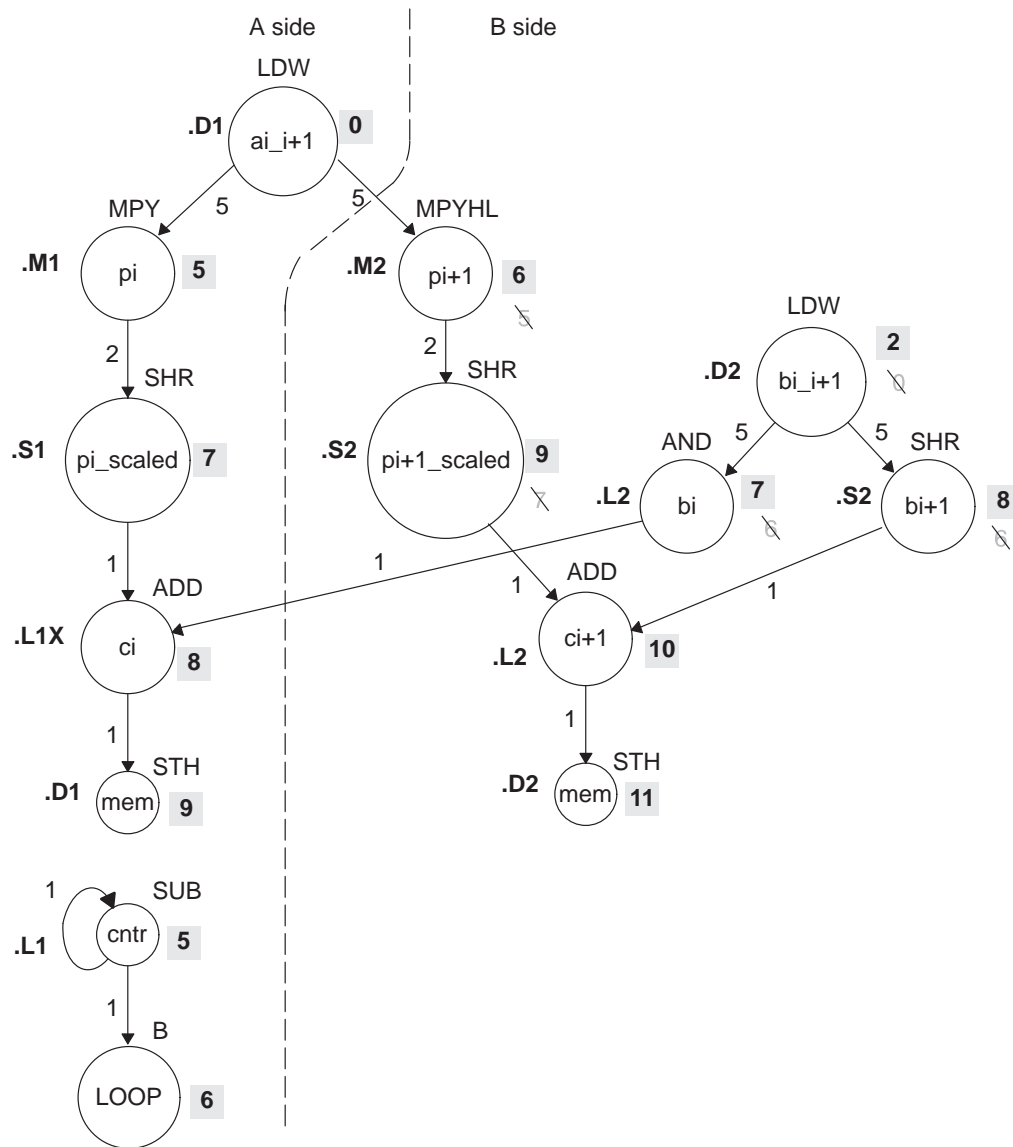 A side B side
LDW
.D1 ai_i+1 0
5 5
MPY MPYHL
.M1 pi 5 .M2 pi+1 6
5
LDW
.D2 bi_i+1 2
0
2 2
SHR SHR
5 5
AND SHR
.S1 pi_scaled 7 .S2 pi+1_scaled 9
7
.L2 bi 7 .S2 bi+1 8
6 6
1 1 1 1
ADD ADD
.L1X ci 8 .L2 ci+1 10
1 1
STH STH
.D1 mem 9 .D2 mem 11
1 SUB
.L1 cntr 5
1
B
LOOP 6